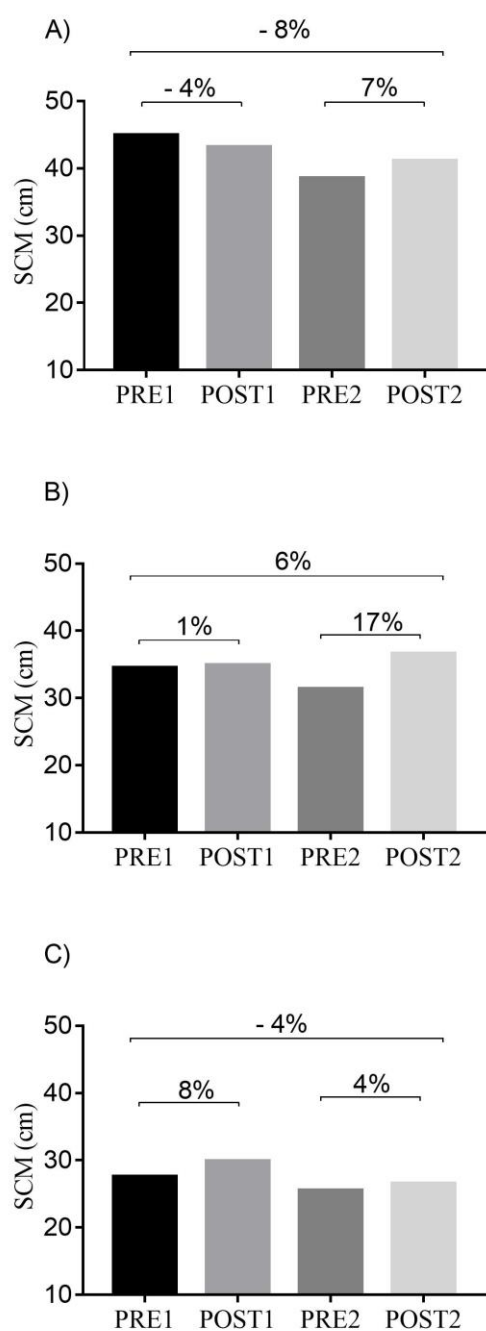 A)
- 8%
- 4%
7%
50
40
30
20
10
SCM (cm)
PRE1 POST1 PRE2 POST2
B)
6%
1%
17%
50
40
30
20
10
SCM (cm)
PRE1 POST1 PRE2 POST2
C)
- 4%
8%
4%
50
40
30
20
10
SCM (cm)
PRE1 POST1 PRE2 POST2